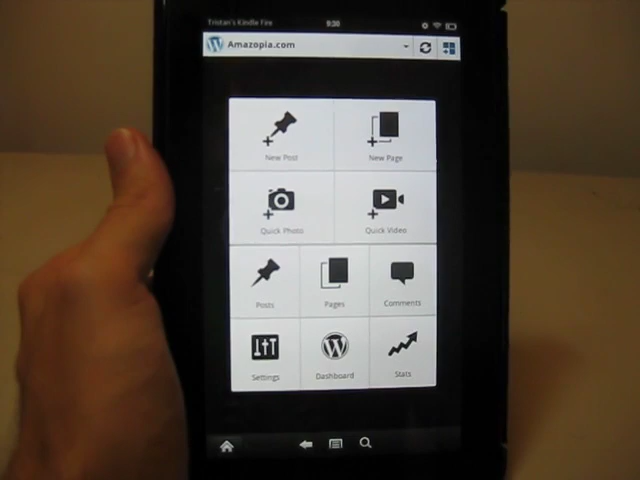 Tristan's Kindle Fire 9:30
Amazopia.com
New Post New Page
Quick Photo Quick Video
Posts Pages Comments
Settings Dashboard Stats